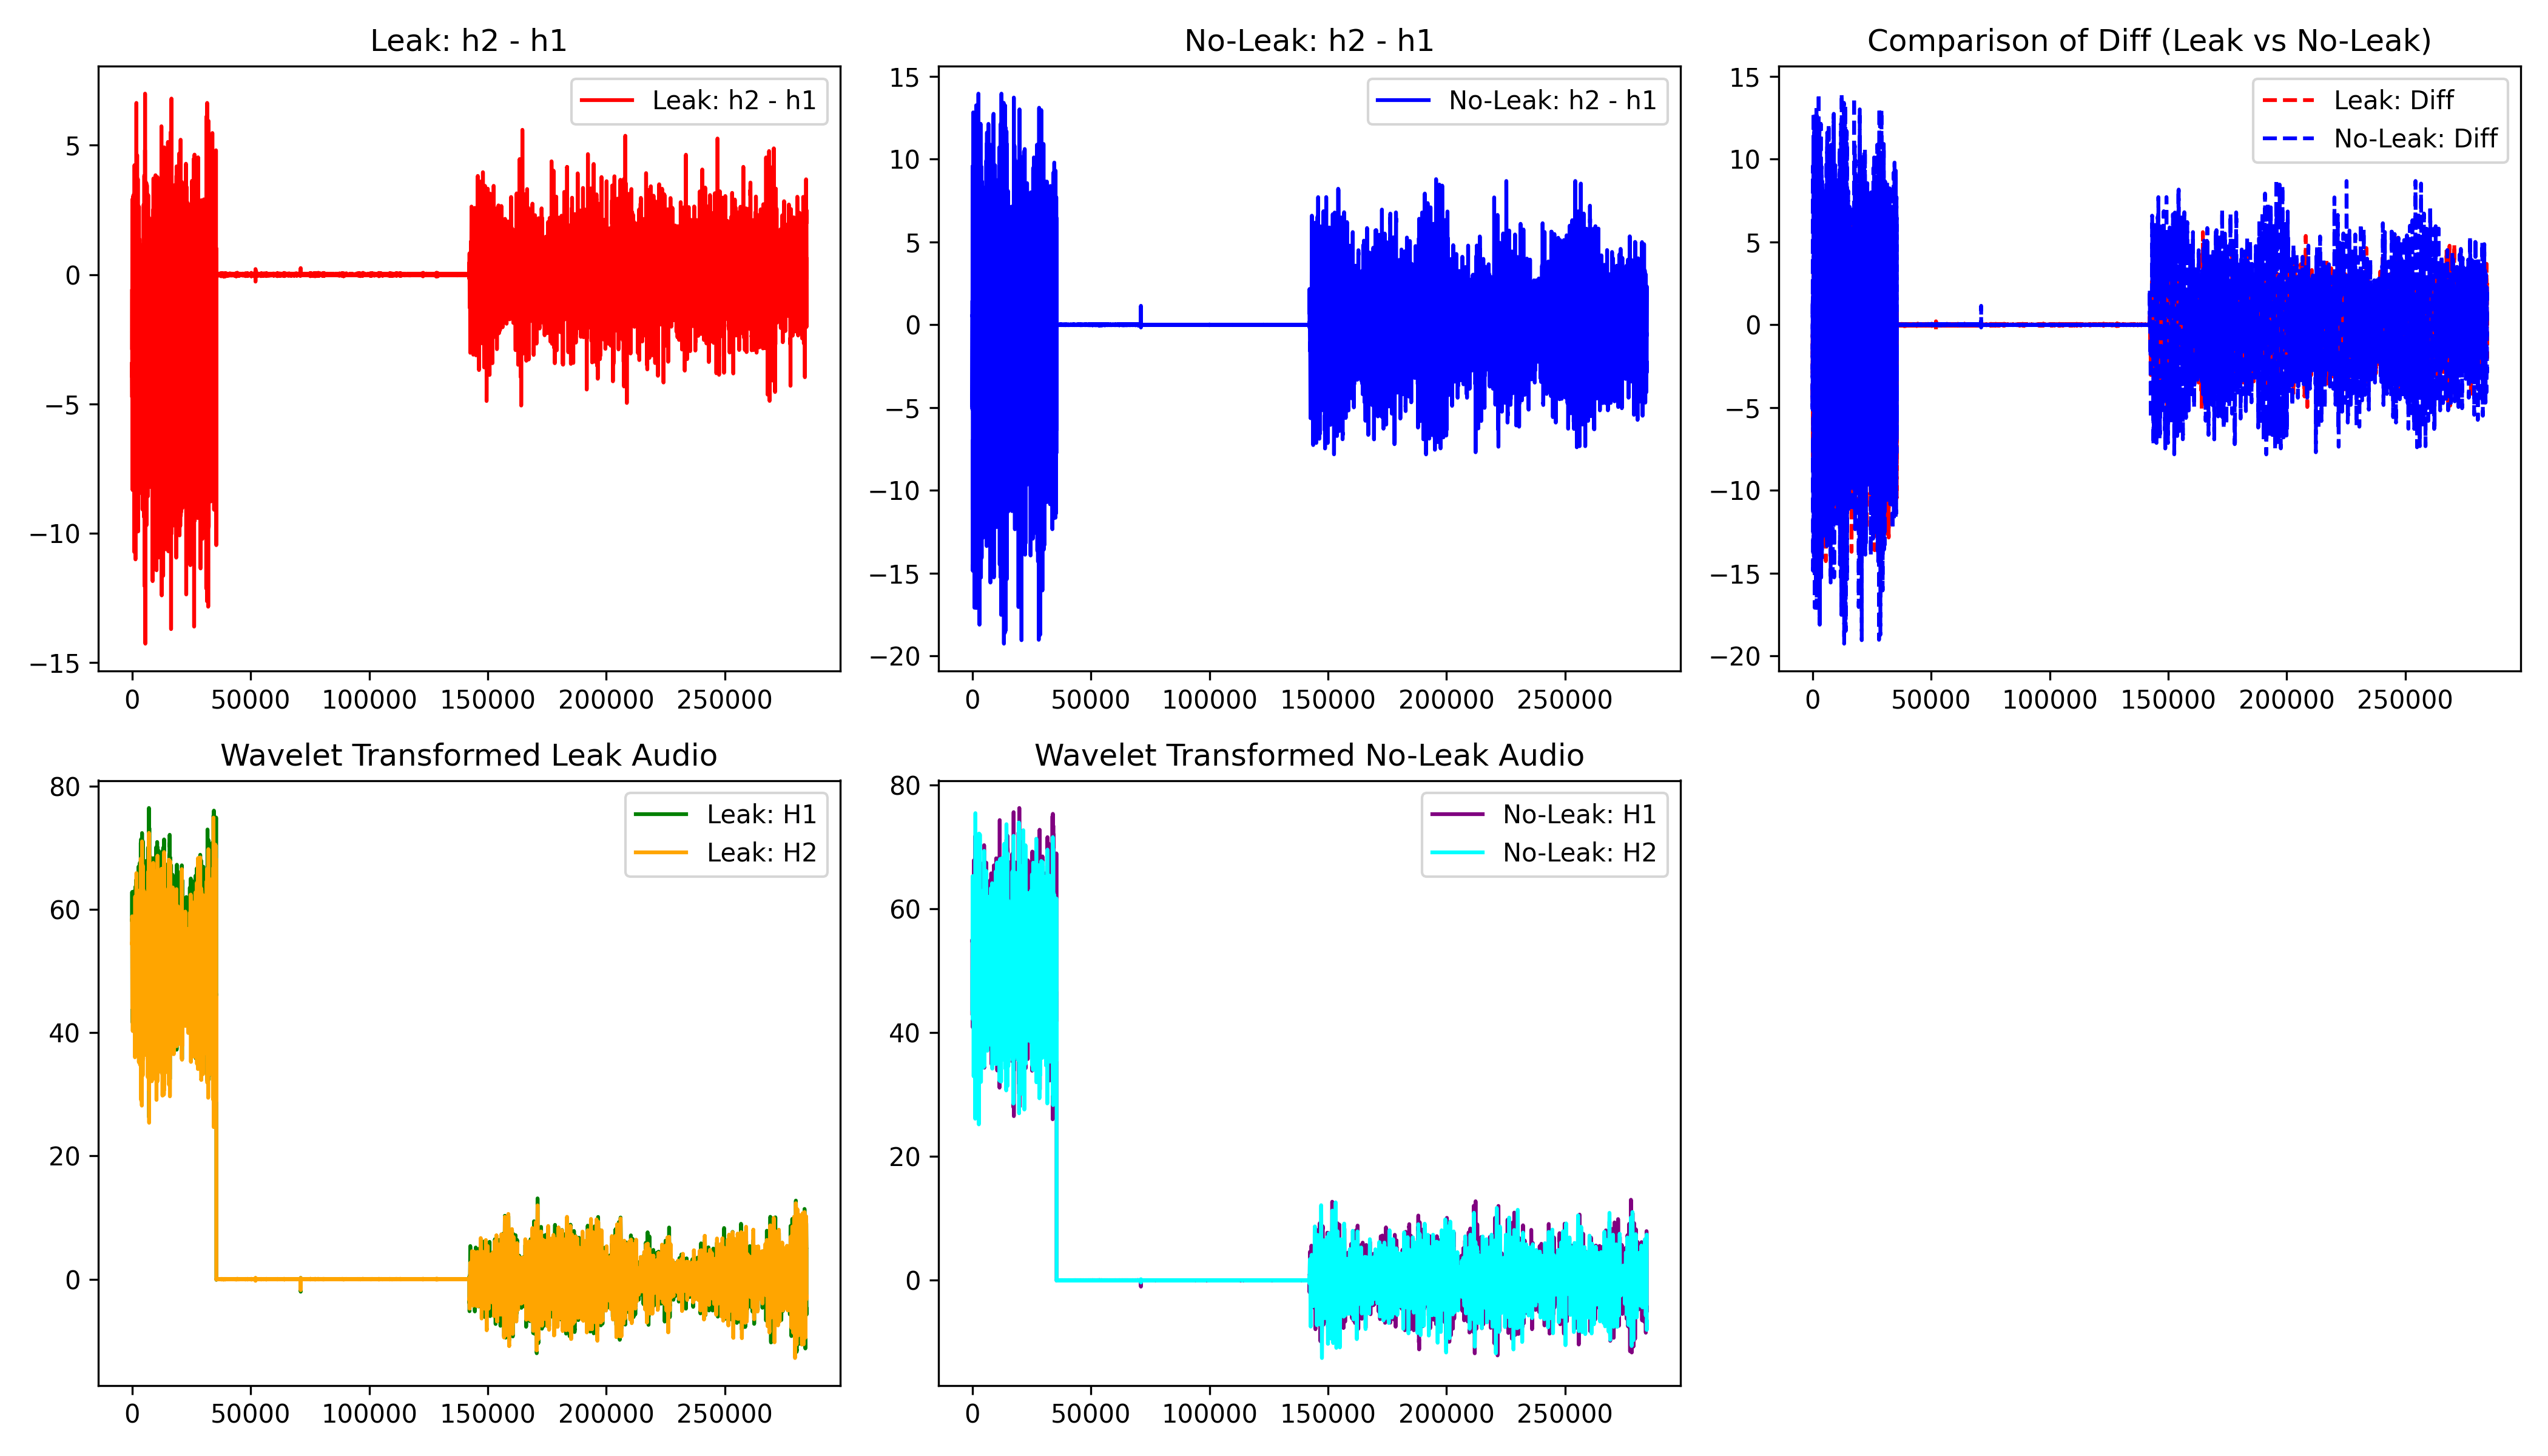 Leak: h2 - h1
Leak: h2 - h1
5
0
−5
−10
−15
0 50000 100000 150000 200000 250000
No-Leak: h2 - h1
No-Leak: h2 - h1
15
10
5
0
−5
−10
−15
−20
0 50000 100000 150000 200000 250000
Comparison of Diff (Leak vs No-Leak)
Leak: Diff
No-Leak: Diff
15
10
5
0
−5
−10
−15
−20
0 50000 100000 150000 200000 250000
Wavelet Transformed Leak Audio
Leak: H1
Leak: H2
80
60
40
20
0
0 50000 100000 150000 200000 250000
Wavelet Transformed No-Leak Audio
No-Leak: H1
No-Leak: H2
80
60
40
20
0
0 50000 100000 150000 200000 250000